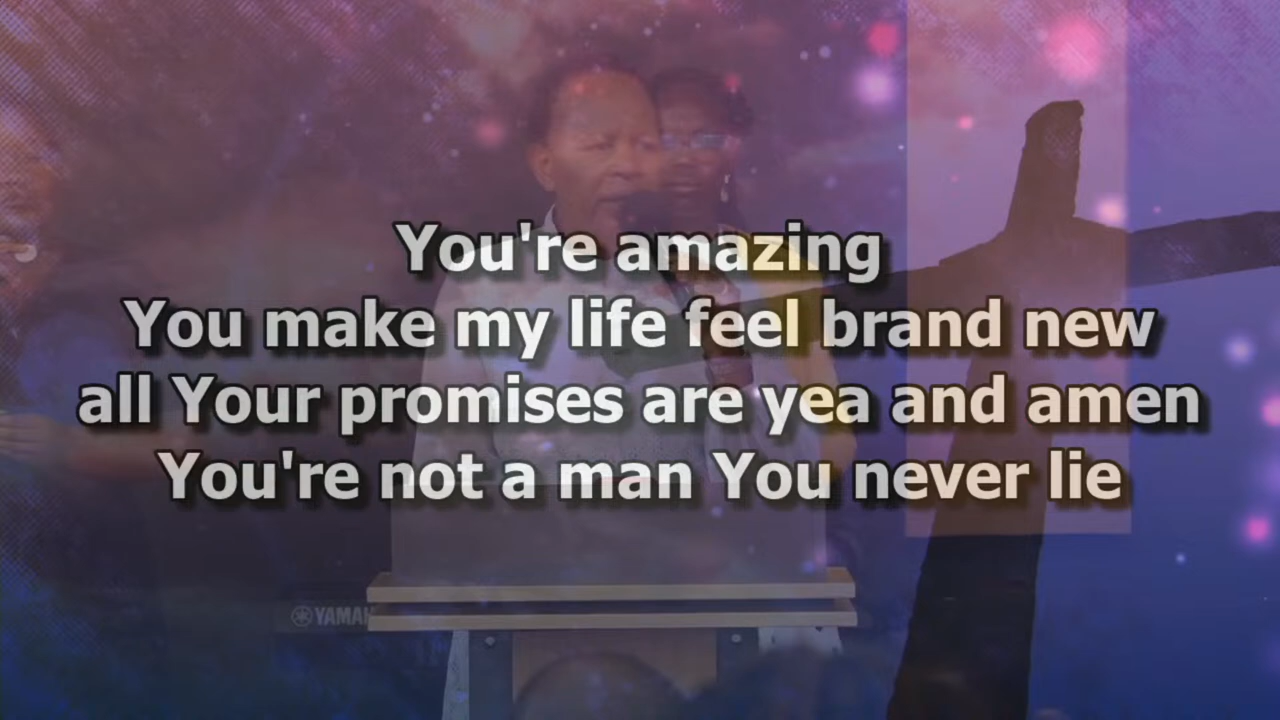 You're amazing
You make my life feel brand new
all Your promises are yea and amen
You're not a man You never lie
YAMAH